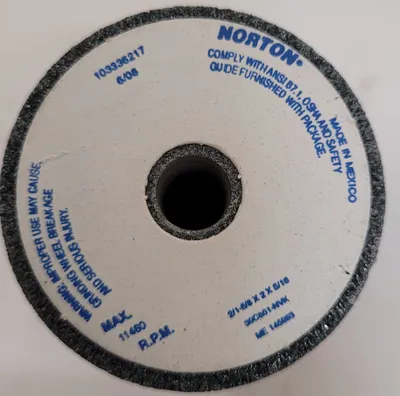 NORTON®
COMPLY WITH ANSI B7.1, OSHA AND SAFETY
GUIDE FURNISHED WITH PACKAGE.
MADE IN MEXICO
103336217
6/06
WARNING; IMPROPER USE MAY CAUSE
GRINDING WHEEL BREAKAGE
AND SERIOUS INJURY.
MAX.
11460
R.P.M.
2/1-5/8 X 2 X 5/16